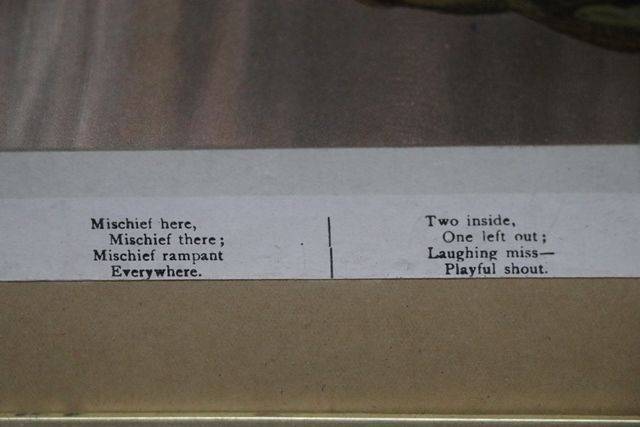 Mischief here,
Mischief there;
Mischief rampant
Everywhere.
Two inside,
One left out;
Laughing miss—
Playful shout.